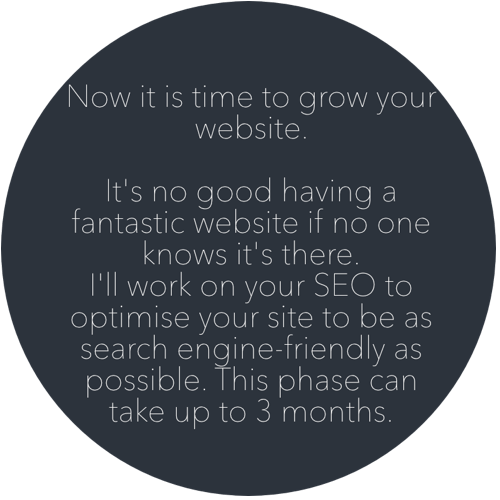 Now it is time to grow your
website.
It's no good having a
fantastic website if no one
knows it's there.
I'll work on your SEO to
optimise your site to be as
search engine-friendly as
possible. This phase can
take up to 3 months.